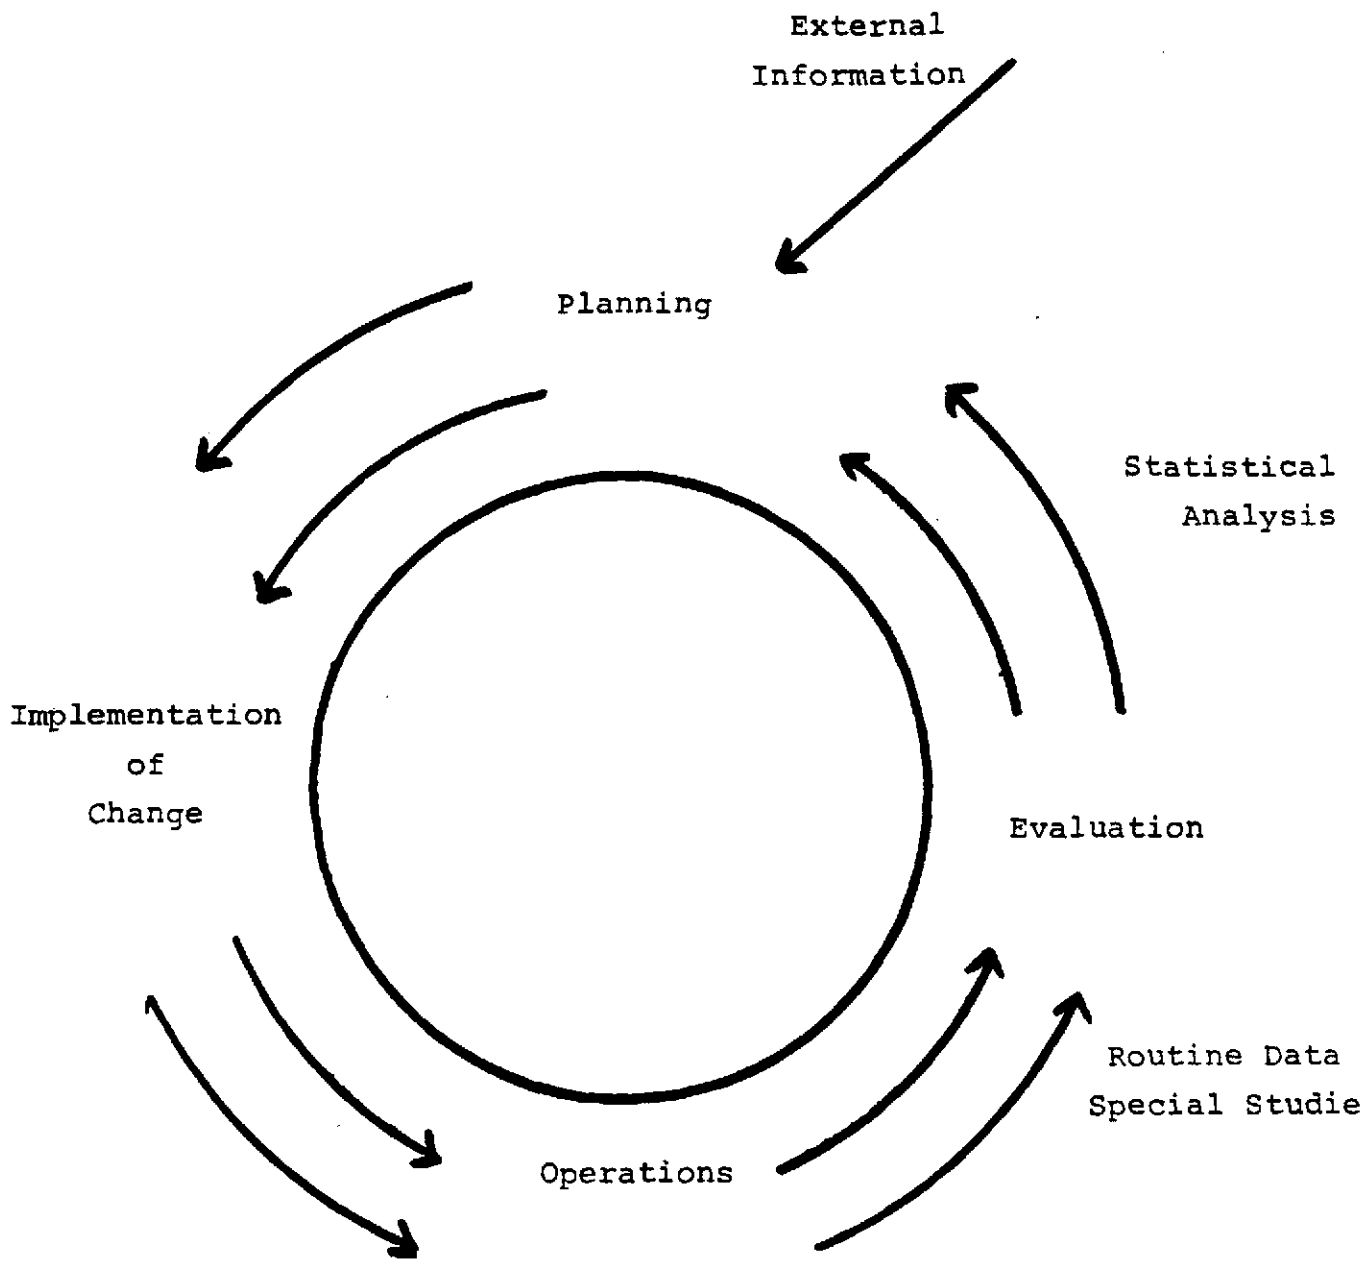 External
Information
Planning
Statistical
Analysis
Implementation
of
Change
Evaluation
Routine Data
Special Studie
Operations